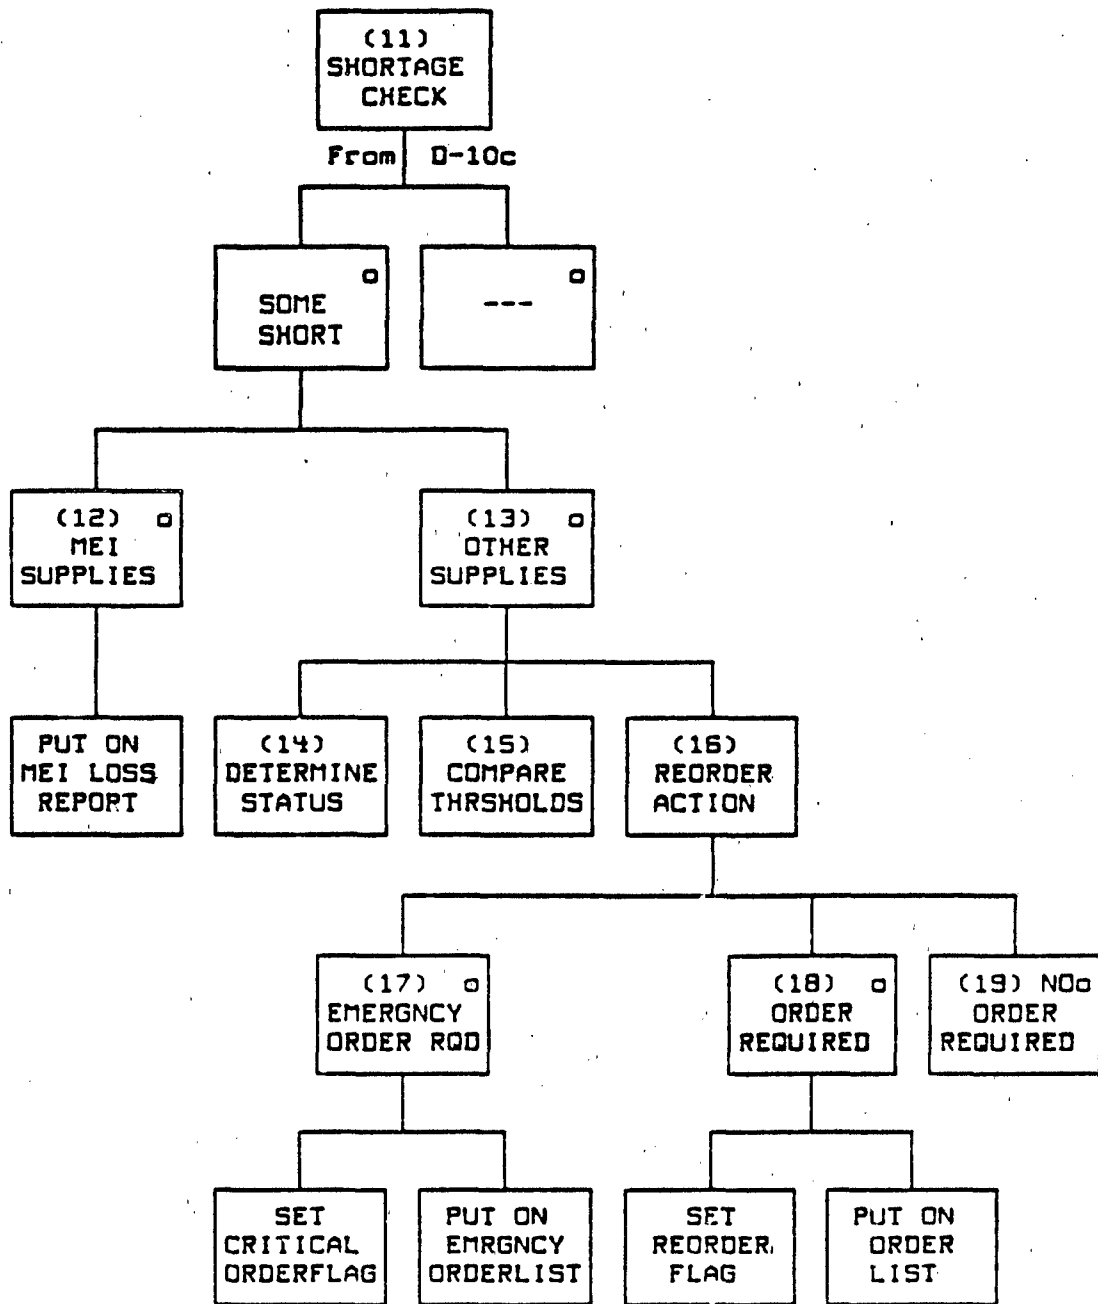 (11)
SHORTAGE
CHECK
From D-10c
o
SOME
SHORT
o
---
(12) o
MEI
SUPPLIES
(13) o
OTHER
SUPPLIES
PUT ON
MEI LOSS
REPORT
(14)
DETERMINE
STATUS
(15)
COMPARE
THRSHOLDS
(16)
REORDER
ACTION
(17) o
EMERGNCY
ORDER RQD
(18) o
ORDER
REQUIRED
(19) NOo
ORDER
REQUIRED
SET
CRITICAL
ORDERFLAG
PUT ON
EMRGNCY
ORDERLIST
SET
REORDER
FLAG
PUT ON
ORDER
LIST